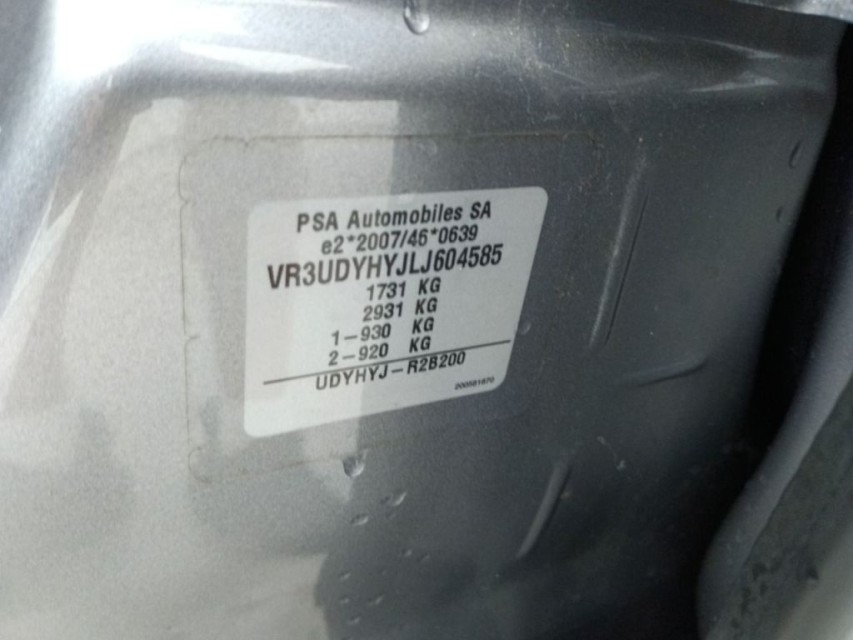 PSA Automobiles SA
e2*2007/46*0639
VR3UDYHYJLJ604585
1731 KG
2931 KG
1-930 KG
2-920 KG
UDYHYJ-R2B200